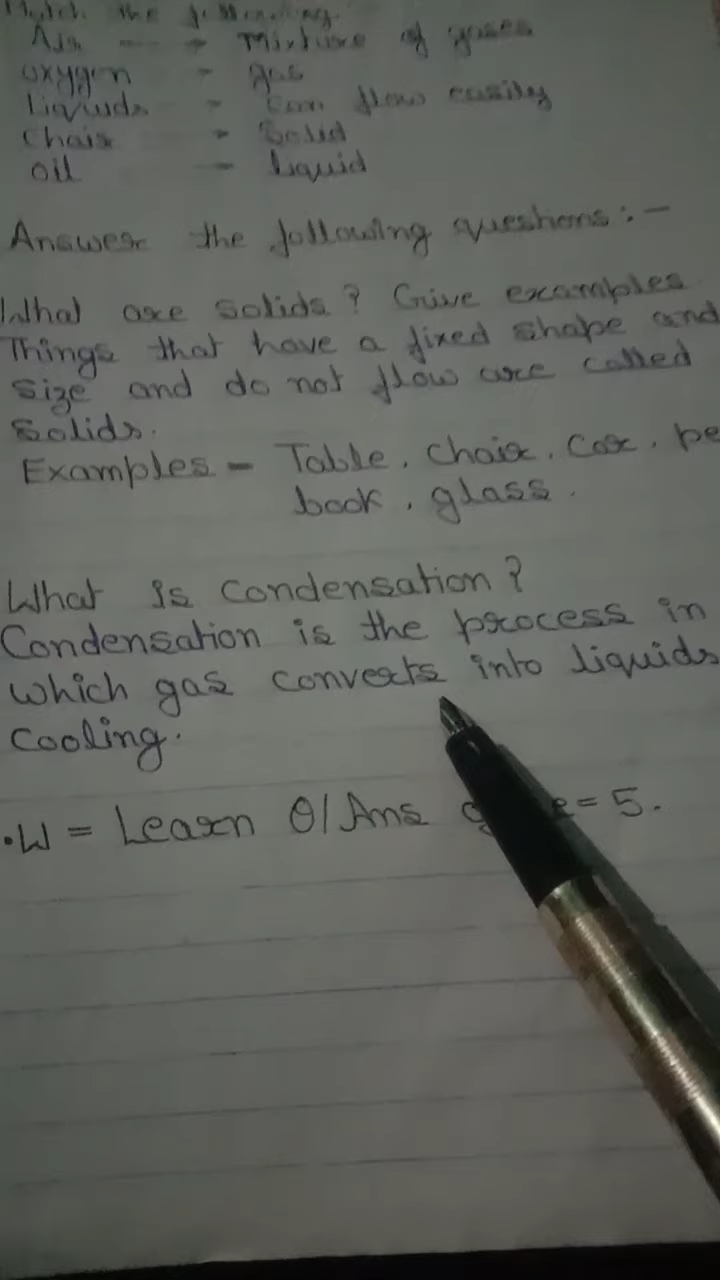 Match the following
Air - Mixture of gases
Oxygen - gas
Liquids - Can flow easily
Chair - Solid
Oil - Liquid
Answer the following questions:-
What are solids? Give examples
Things that have a fixed shape and
size and do not flow are called
solids.
Examples - Table, Chair, Car, pe
book, glass.
What is condensation?
Condensation is the process in
which gas converts into liquids
cooling.
.W = Learn Q/Ans = 5.